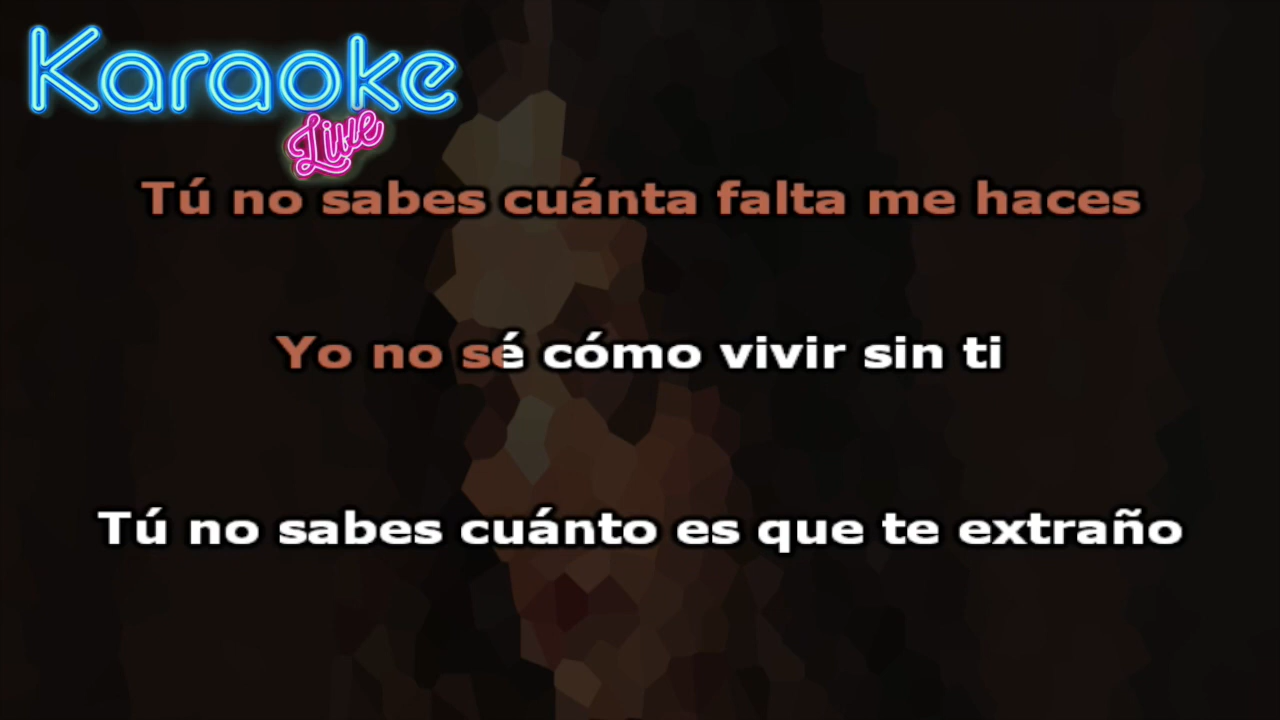 Karaoke
Live
Tú no sabes cuánta falta me haces
Yo no sé cómo vivir sin ti
Tú no sabes cuánto es que te extraño